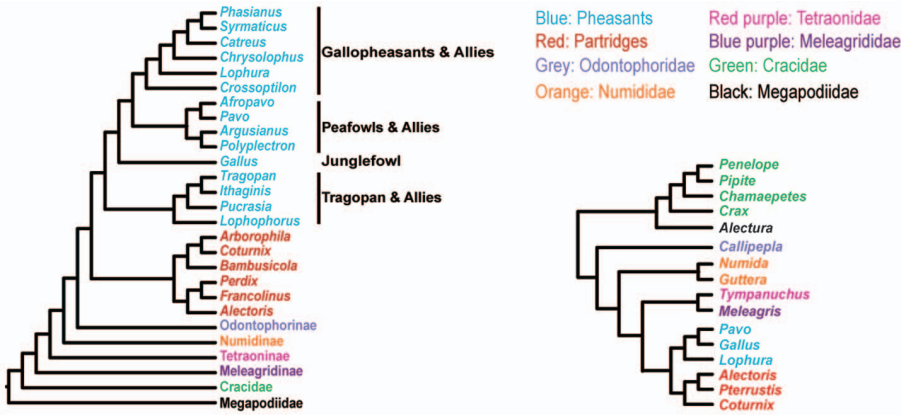 Phasianus
Syrmaticus
Catreus
Chrysolophus
Lophura
Crossoptilon
Gallopheasants & Allies
Afropavo
Pavo
Argusianus
Polyplectron
Peafowls & Allies
Gallus
Junglefowl
Tragopan
Ithaginis
Pucrasia
Lophophorus
Tragopan & Allies
Arborophila
Coturnix
Bambusicola
Perdix
Francolinus
Alectoris
Odontophorinae
Numidinae
Tetraoninae
Meleagridinae
Cracidae
Megapodiidae
Blue: Pheasants
Red: Partridges
Grey: Odontophoridae
Orange: Numididae
Red purple: Tetraonidae
Blue purple: Meleagrididae
Green: Cracidae
Black: Megapodiidae
Penelope
Pipite
Chamaepetes
Crax
Alectura
Callipepla
Numida
Guttera
Tympanuchus
Meleagris
Pavo
Gallus
Lophura
Alectoris
Pterrustis
Coturnix